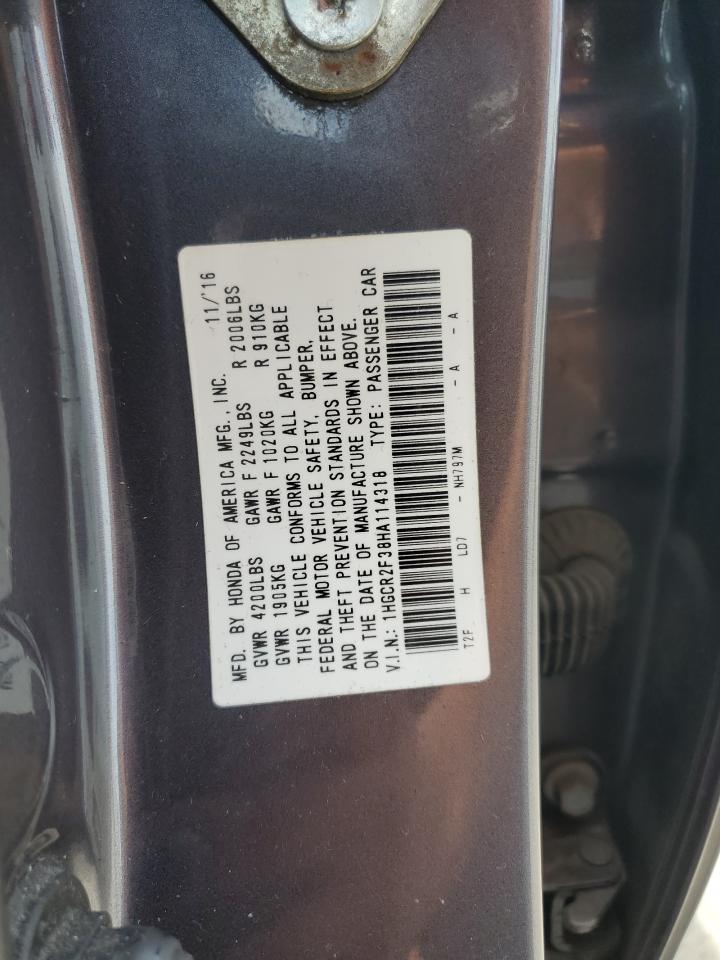 MFD. BY HONDA OF AMERICA MFG., INC. 11/'16
GVWR 4200LBS GAWR F 2249LBS R 2006LBS
GVWR 1905KG GAWR F 1020KG R 910KG
THIS VEHICLE CONFORMS TO ALL APPLICABLE
FEDERAL MOTOR VEHICLE SAFETY, BUMPER,
AND THEFT PREVENTION STANDARDS IN EFFECT
ON THE DATE OF MANUFACTURE SHOWN ABOVE.
V.I.N.: 1HGCR2F38HA114318 TYPE: PASSENGER CAR
T2F H LD7 - NH797M - A - A